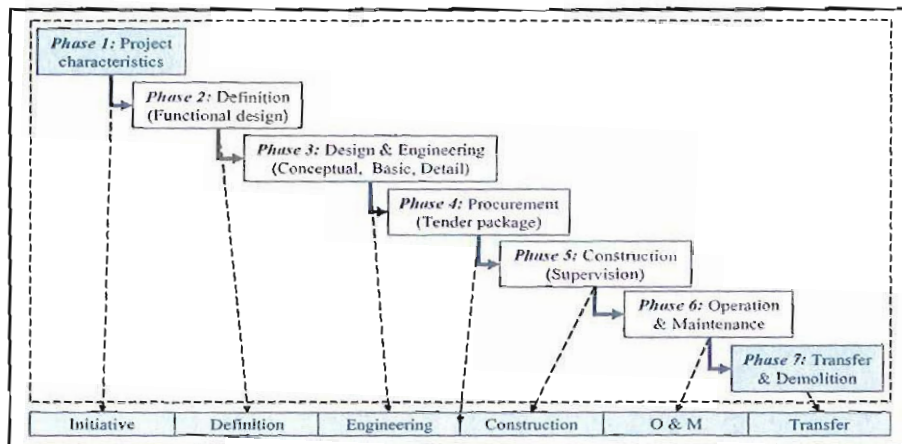 Phase 1: Project
characteristics
Phase 2: Definition
(Functional design)
Phase 3: Design & Engineering
(Conceptual, Basic, Detail)
Phase 4: Procurement
(Tender package)
Phase 5: Construction
(Supervision)
Phase 6: Operation
& Maintenance
Phase 7: Transfer
& Demolition
Initiative
Definition
Engineering
Construction
O & M
Transfer